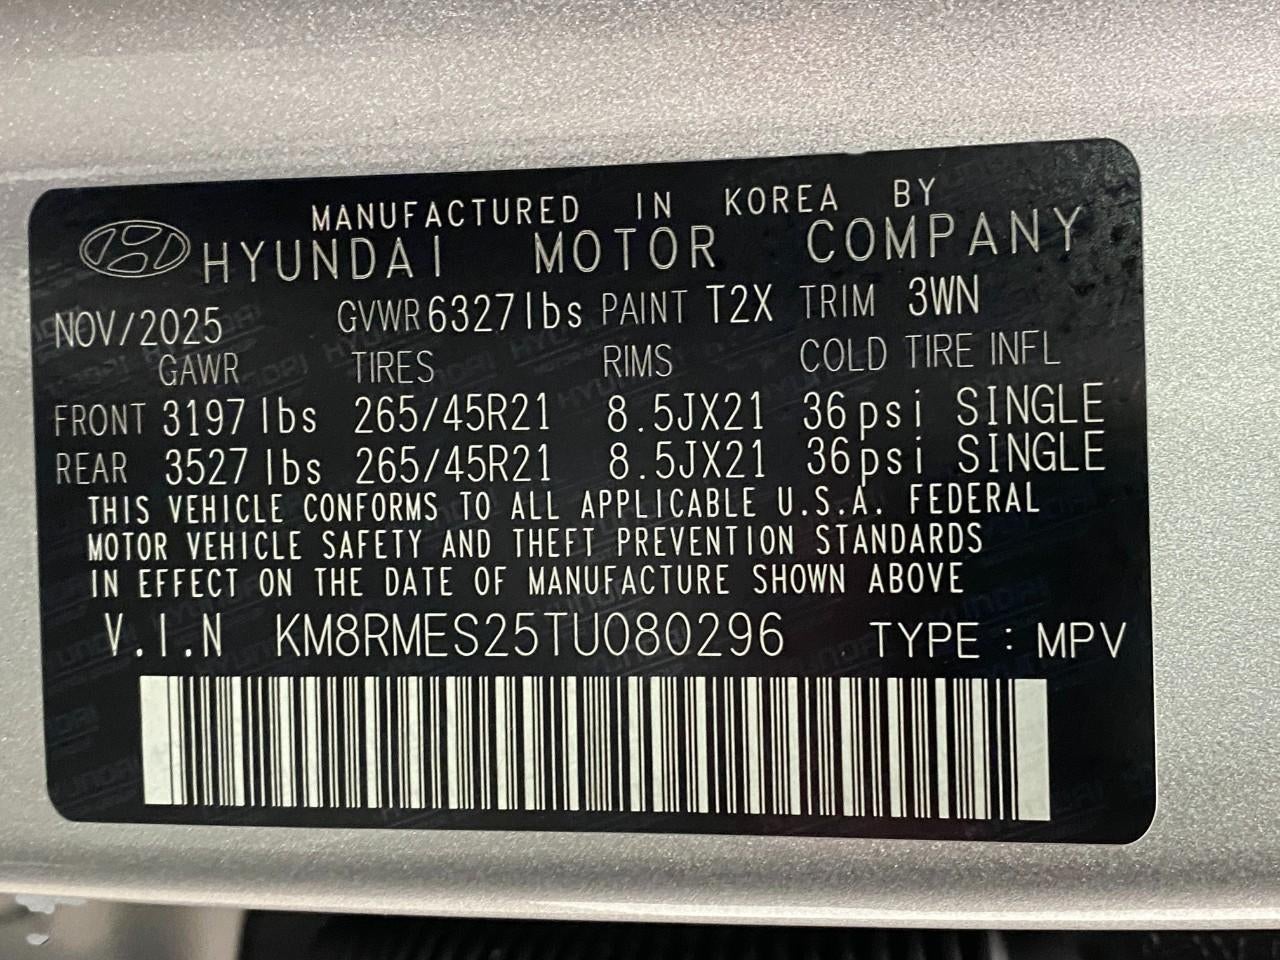 MANUFACTURED IN KOREA BY
HYUNDAI MOTOR COMPANY
NOV/2025 GVWR 6327lbs PAINT T2X TRIM 3WN
GAWR TIRES RIMS COLD TIRE INFL
FRONT 3197lbs 265/45R21 8.5JX21 36psi SINGLE
REAR 3527lbs 265/45R21 8.5JX21 36psi SINGLE
THIS VEHICLE CONFORMS TO ALL APPLICABLE U.S.A. FEDERAL
MOTOR VEHICLE SAFETY AND THEFT PREVENTION STANDARDS
IN EFFECT ON THE DATE OF MANUFACTURE SHOWN ABOVE
V.I.N KM8RMES25TU080296 TYPE : MPV